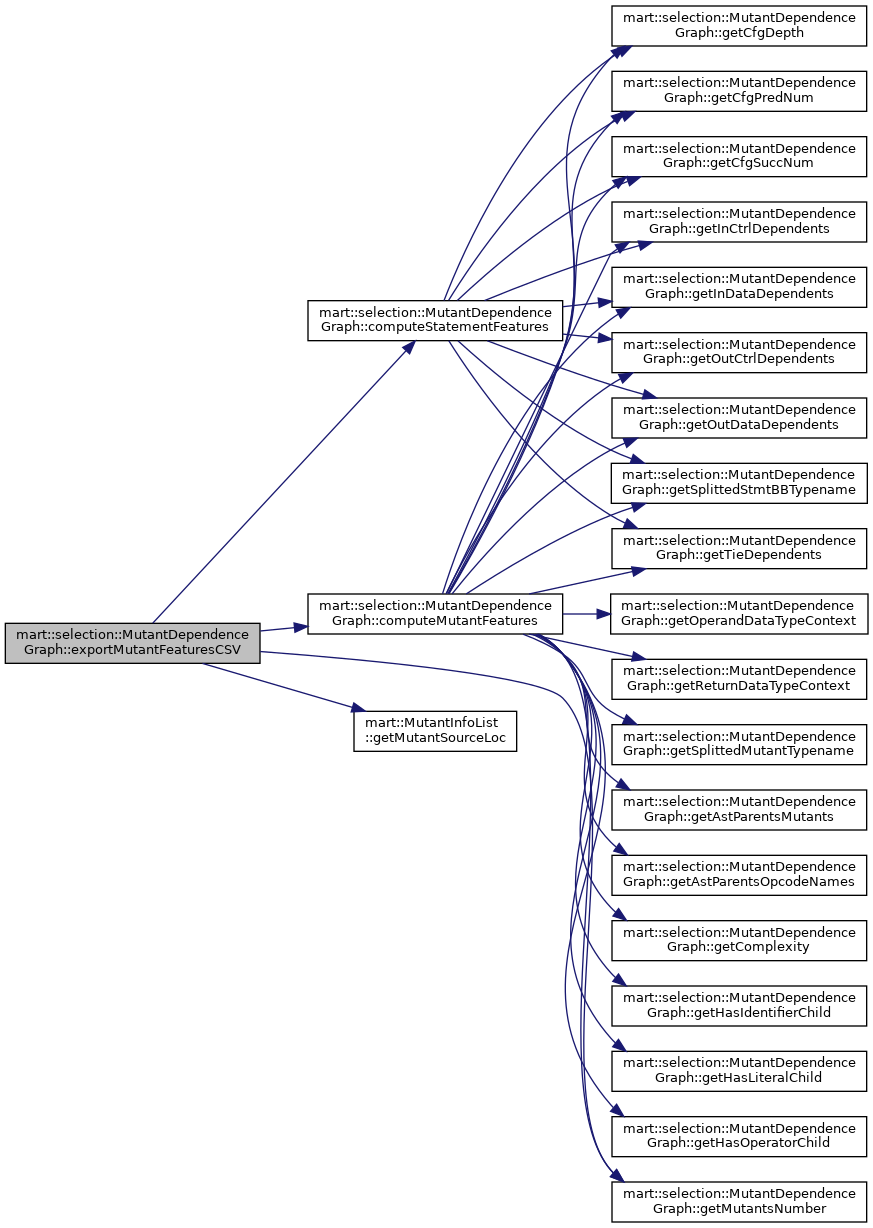 mart::selection::MutantDependence
Graph::exportMutantFeaturesCSV
mart::selection::MutantDependence
Graph::computeStatementFeatures
mart::selection::MutantDependence
Graph::computeMutantFeatures
mart::MutantInfoList
::getMutantSourceLoc
mart::selection::MutantDependence
Graph::getCfgDepth
mart::selection::MutantDependence
Graph::getCfgPredNum
mart::selection::MutantDependence
Graph::getCfgSuccNum
mart::selection::MutantDependence
Graph::getInCtrlDependents
mart::selection::MutantDependence
Graph::getInDataDependents
mart::selection::MutantDependence
Graph::getOutCtrlDependents
mart::selection::MutantDependence
Graph::getOutDataDependents
mart::selection::MutantDependence
Graph::getSplittedStmtBBTypename
mart::selection::MutantDependence
Graph::getTieDependents
mart::selection::MutantDependence
Graph::getOperandDataTypeContext
mart::selection::MutantDependence
Graph::getReturnDataTypeContext
mart::selection::MutantDependence
Graph::getSplittedMutantTypename
mart::selection::MutantDependence
Graph::getAstParentsMutants
mart::selection::MutantDependence
Graph::getAstParentsOpcodeNames
mart::selection::MutantDependence
Graph::getComplexity
mart::selection::MutantDependence
Graph::getHasIdentifierChild
mart::selection::MutantDependence
Graph::getHasLiteralChild
mart::selection::MutantDependence
Graph::getHasOperatorChild
mart::selection::MutantDependence
Graph::getMutantsNumber